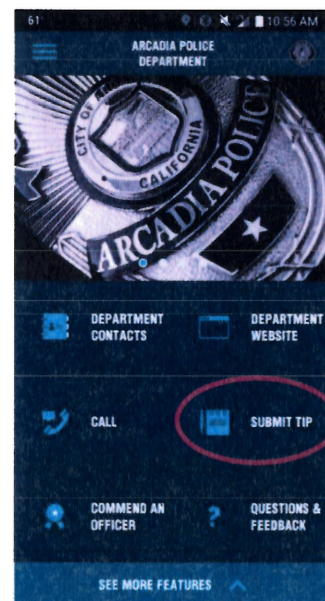 61°
10:56 AM
ARCADIA POLICE
DEPARTMENT
CITY OF
CALIFORNIA
ARCADIA POLICE
DEPARTMENT
CONTACTS
DEPARTMENT
WEBSITE
CALL
SUBMIT TIP
COMMEND AN
OFFICER
?
QUESTIONS &
FEEDBACK
SEE MORE FEATURES